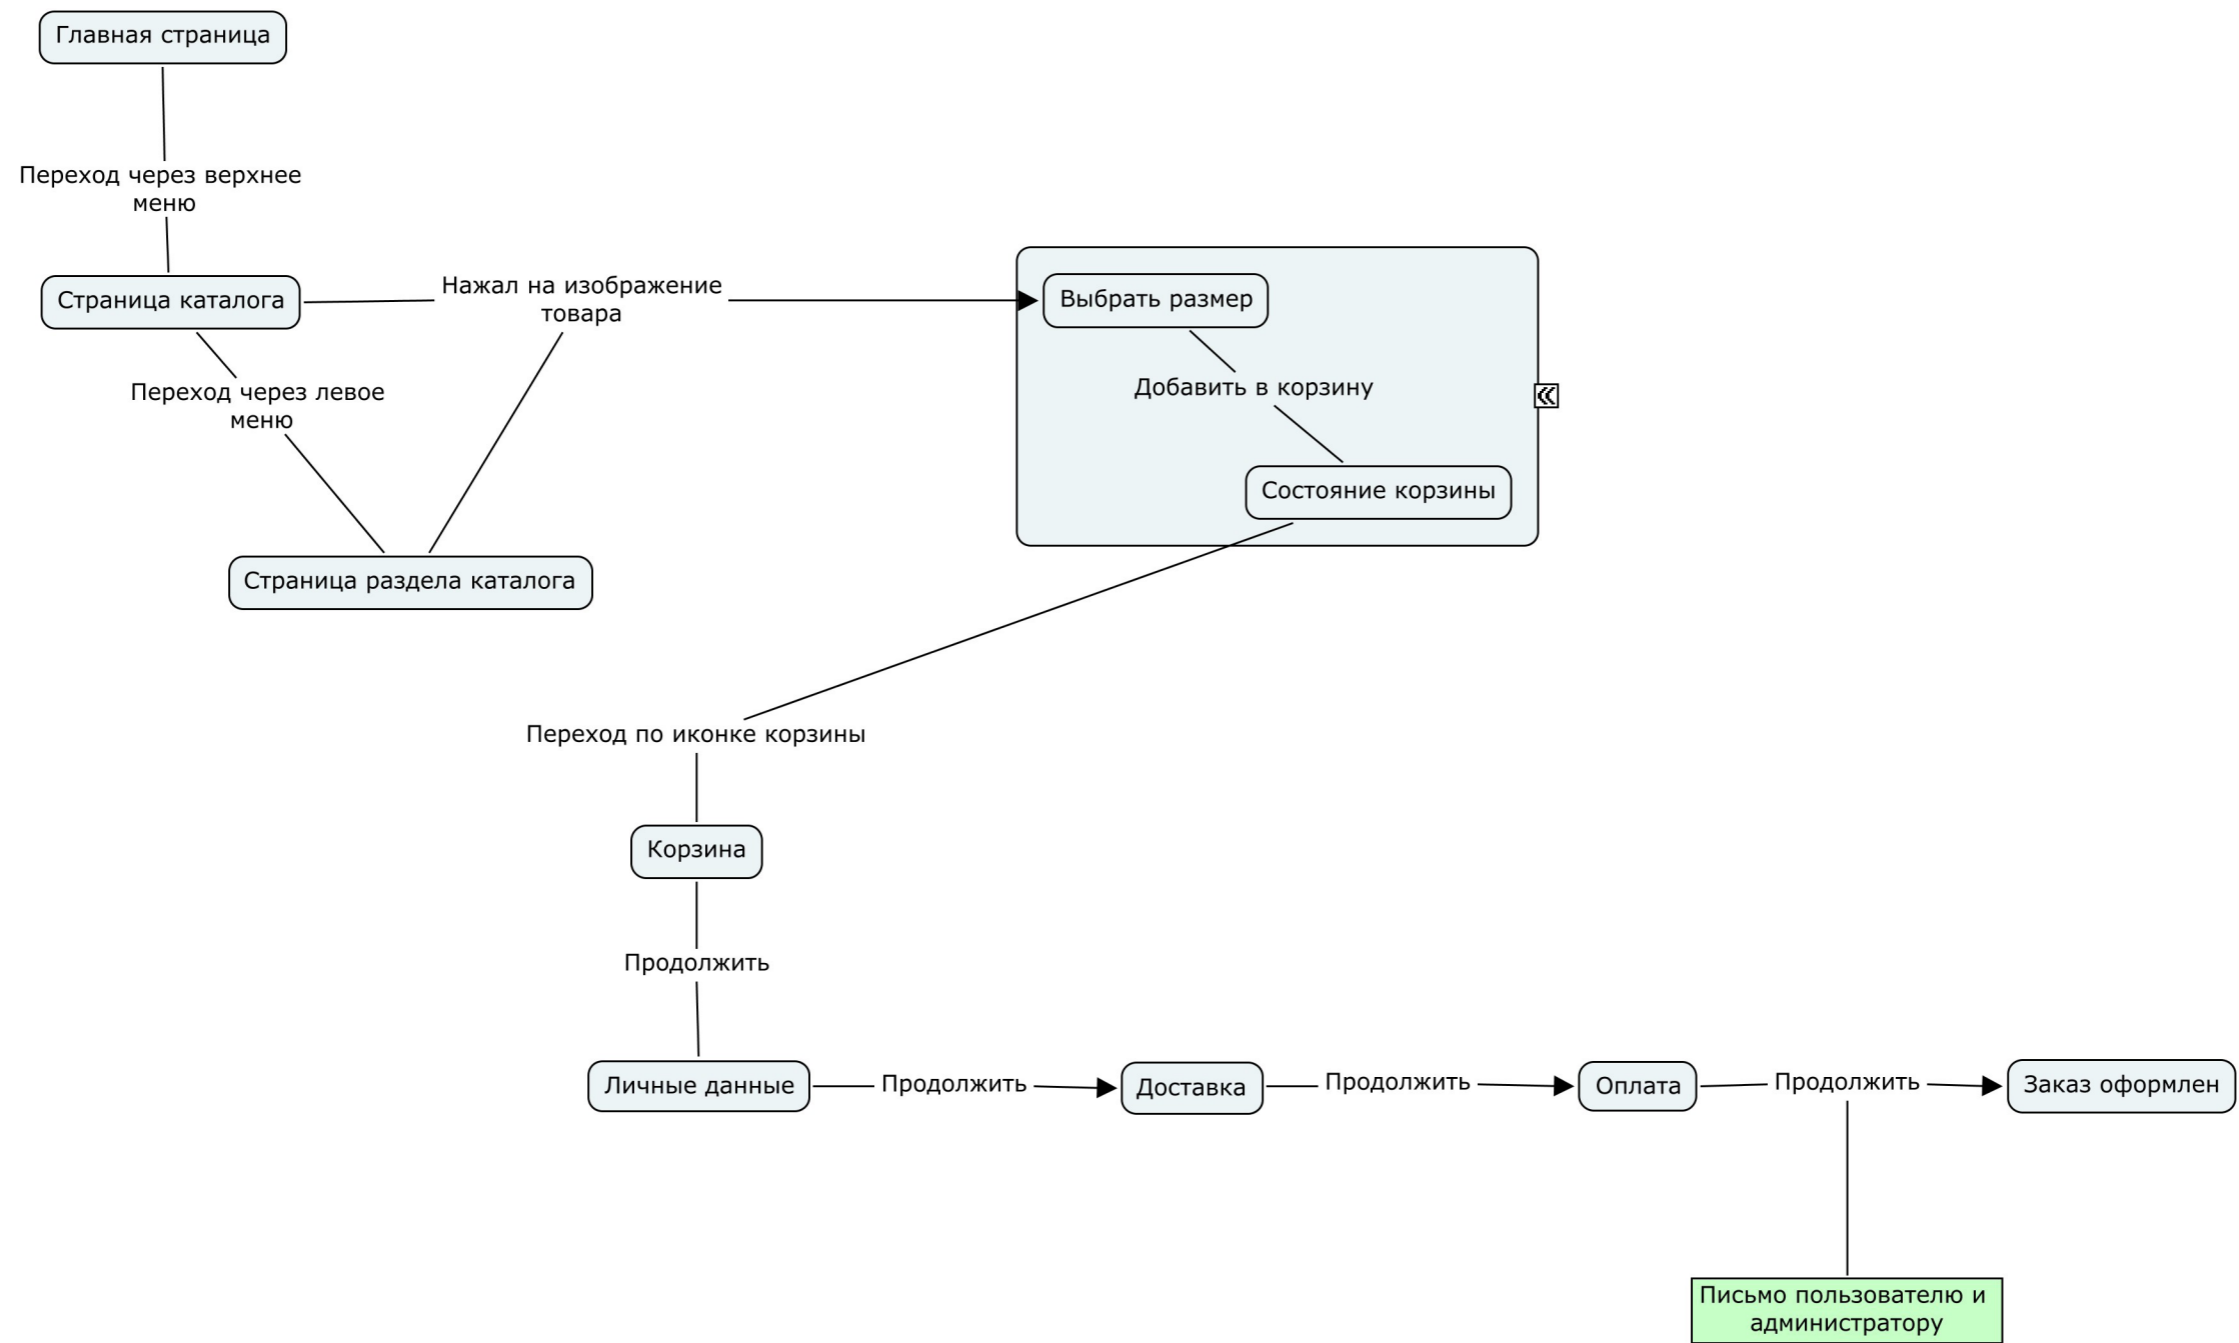 Главная страница
Переход через верхнее
меню
Страница каталога
Нажал на изображение
товара
Выбрать размер
Переход через левое
меню
Добавить в корзину
Состояние корзины
Страница раздела каталога
Переход по иконке корзины
Корзина
Продолжить
Личные данные
Продолжить
Доставка
Продолжить
Оплата
Продолжить
Заказ оформлен
Письмо пользователю и
администратору